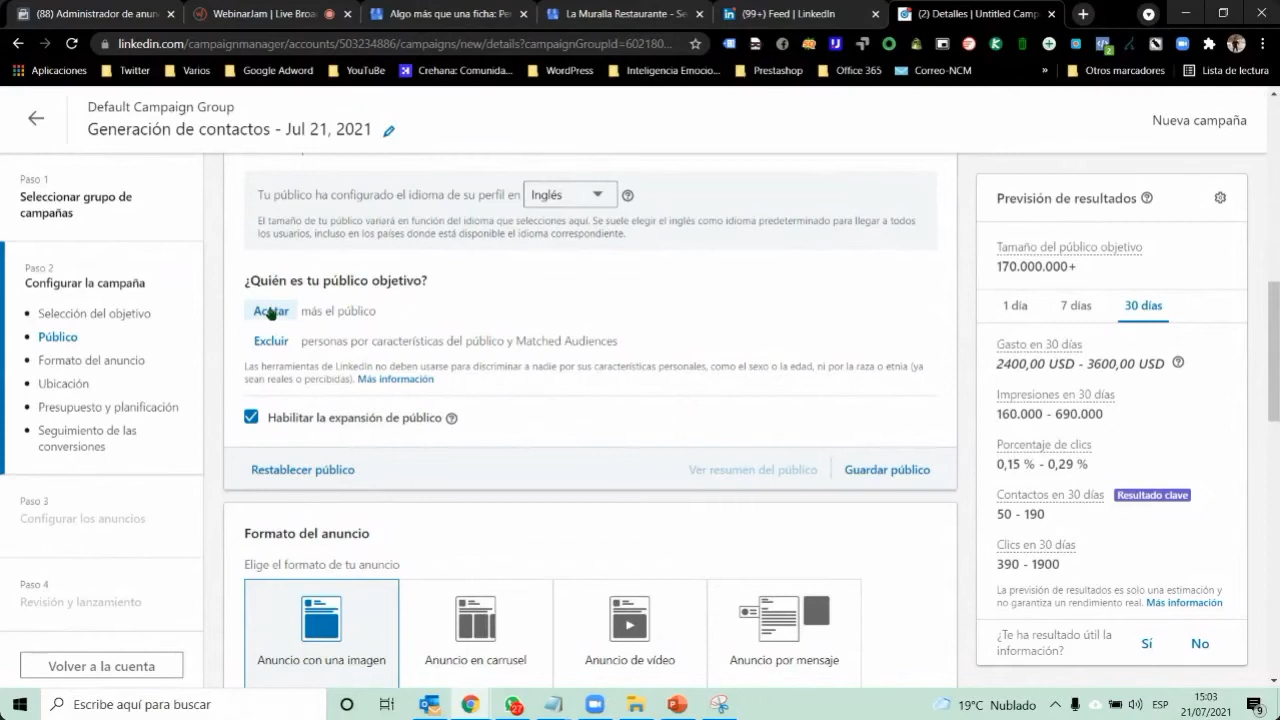 (88) Administrador de anun
WebinarJam | Live Broa
Algo más que una ficha: Pe
La Muralla Restaurante - Se
(99+) Feed | LinkedIn
(2) Detalles | Untitled Camp
linkedin.com/campaignmanager/accounts/503234886/campaigns/new/details?campaignGroupId=602180...
Aplicaciones
Twitter
Varios
Google Adword
YouTube
Crehana: Comunida...
WordPress
Inteligencia Emocio...
Prestashop
Office 365
Correo-NCM
»
Otros marcadores
Lista de lectura
Default Campaign Group
Generación de contactos - Jul 21, 2021
Nueva campaña
Paso 1
Seleccionar grupo de
campañas
Paso 2
Configurar la campaña
Selección del objetivo
Público
Formato del anuncio
Ubicación
Presupuesto y planificación
Seguimiento de las
conversiones
Paso 3
Configurar los anuncios
Paso 4
Revisión y lanzamiento
Volver a la cuenta
Tu público ha configurado el idioma de su perfil en Inglés
El tamaño de tu público variará en función del idioma que selecciones aquí. Se suele elegir el inglés como idioma predeterminado para llegar a todos
los usuarios, incluso en los países donde está disponible el idioma correspondiente.
¿Quién es tu público objetivo?
Acotar más el público
Excluir personas por características del público y Matched Audiences
Las herramientas de LinkedIn no deben usarse para discriminar a nadie por sus características personales, como el sexo o la edad, ni por la raza o etnia (ya
sean reales o percibidas). Más información
Habilitar la expansión de público
Restablecer público
Ver resumen del público
Guardar público
Formato del anuncio
Elige el formato de tu anuncio
Anuncio con una imagen
Anuncio en carrusel
Anuncio de vídeo
Anuncio por mensaje
Previsión de resultados
Tamaño del público objetivo
170.000.000+
1 día
7 días
30 días
Gasto en 30 días
2400,00 USD - 3600,00 USD
Impresiones en 30 días
160.000 - 690.000
Porcentaje de clics
0,15 % - 0,29 %
Contactos en 30 días Resultado clave
50 - 190
Clics en 30 días
390 - 1900
La previsión de resultados es solo una estimación y
no garantiza un rendimiento real. Más información
¿Te ha resultado útil la
información?
Sí
No
Escribe aquí para buscar
19°C Nublado
ESP
15:03
21/07/2021